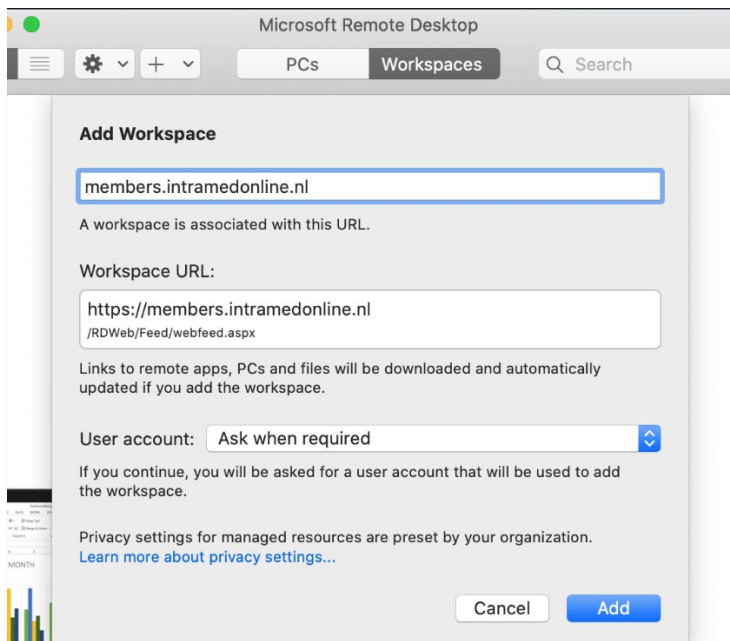 Microsoft Remote Desktop
PCs
Workspaces
Search
Add Workspace
members.intramedonline.nl
A workspace is associated with this URL.
Workspace URL:
https://members.intramedonline.nl
/RDWeb/Feed/webfeed.aspx
Links to remote apps, PCs and files will be downloaded and automatically
updated if you add the workspace.
User account:
Ask when required
If you continue, you will be asked for a user account that will be used to add
the workspace.
Privacy settings for managed resources are preset by your organization.
Learn more about privacy settings...
MONTH
Cancel
Add